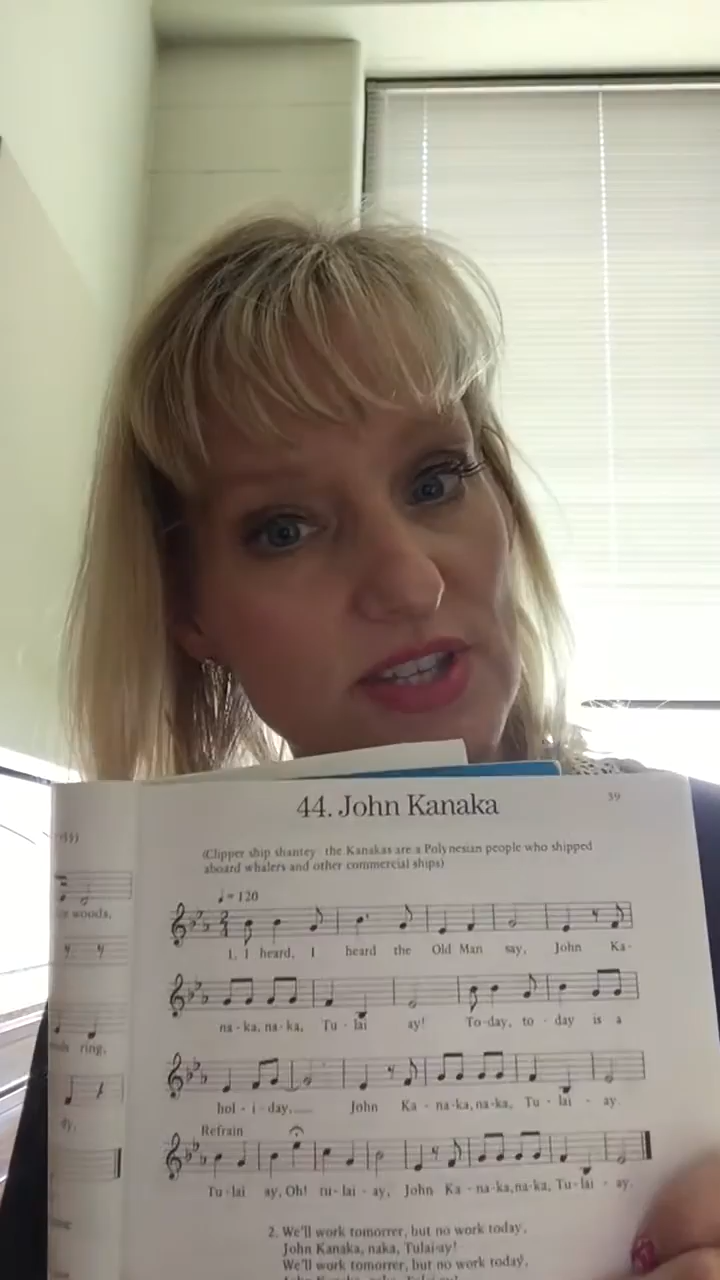 44. John Kanaka
39
(Clipper ship shantey the Kanakas are a Polynesian people who shipped
aboard whalers and other commercial ships)
♩= 120
1. I heard, I heard the Old Man say, John Ka-
na-ka, na-ka, Tu-lai ay! To-day, to-day is a
hol-i-day, John Ka-na-ka, na-ka, Tu-lai-ay.
Refrain
Tu-lai ay, Oh! tu-lai-ay, John Ka-na-ka, na-ka, Tu-lai-ay.
2. We'll work tomorrer, but no work today,
John Kanaka, naka, Tulai-ay!
We'll work tomorrer, but no work today,
woods,
ring,